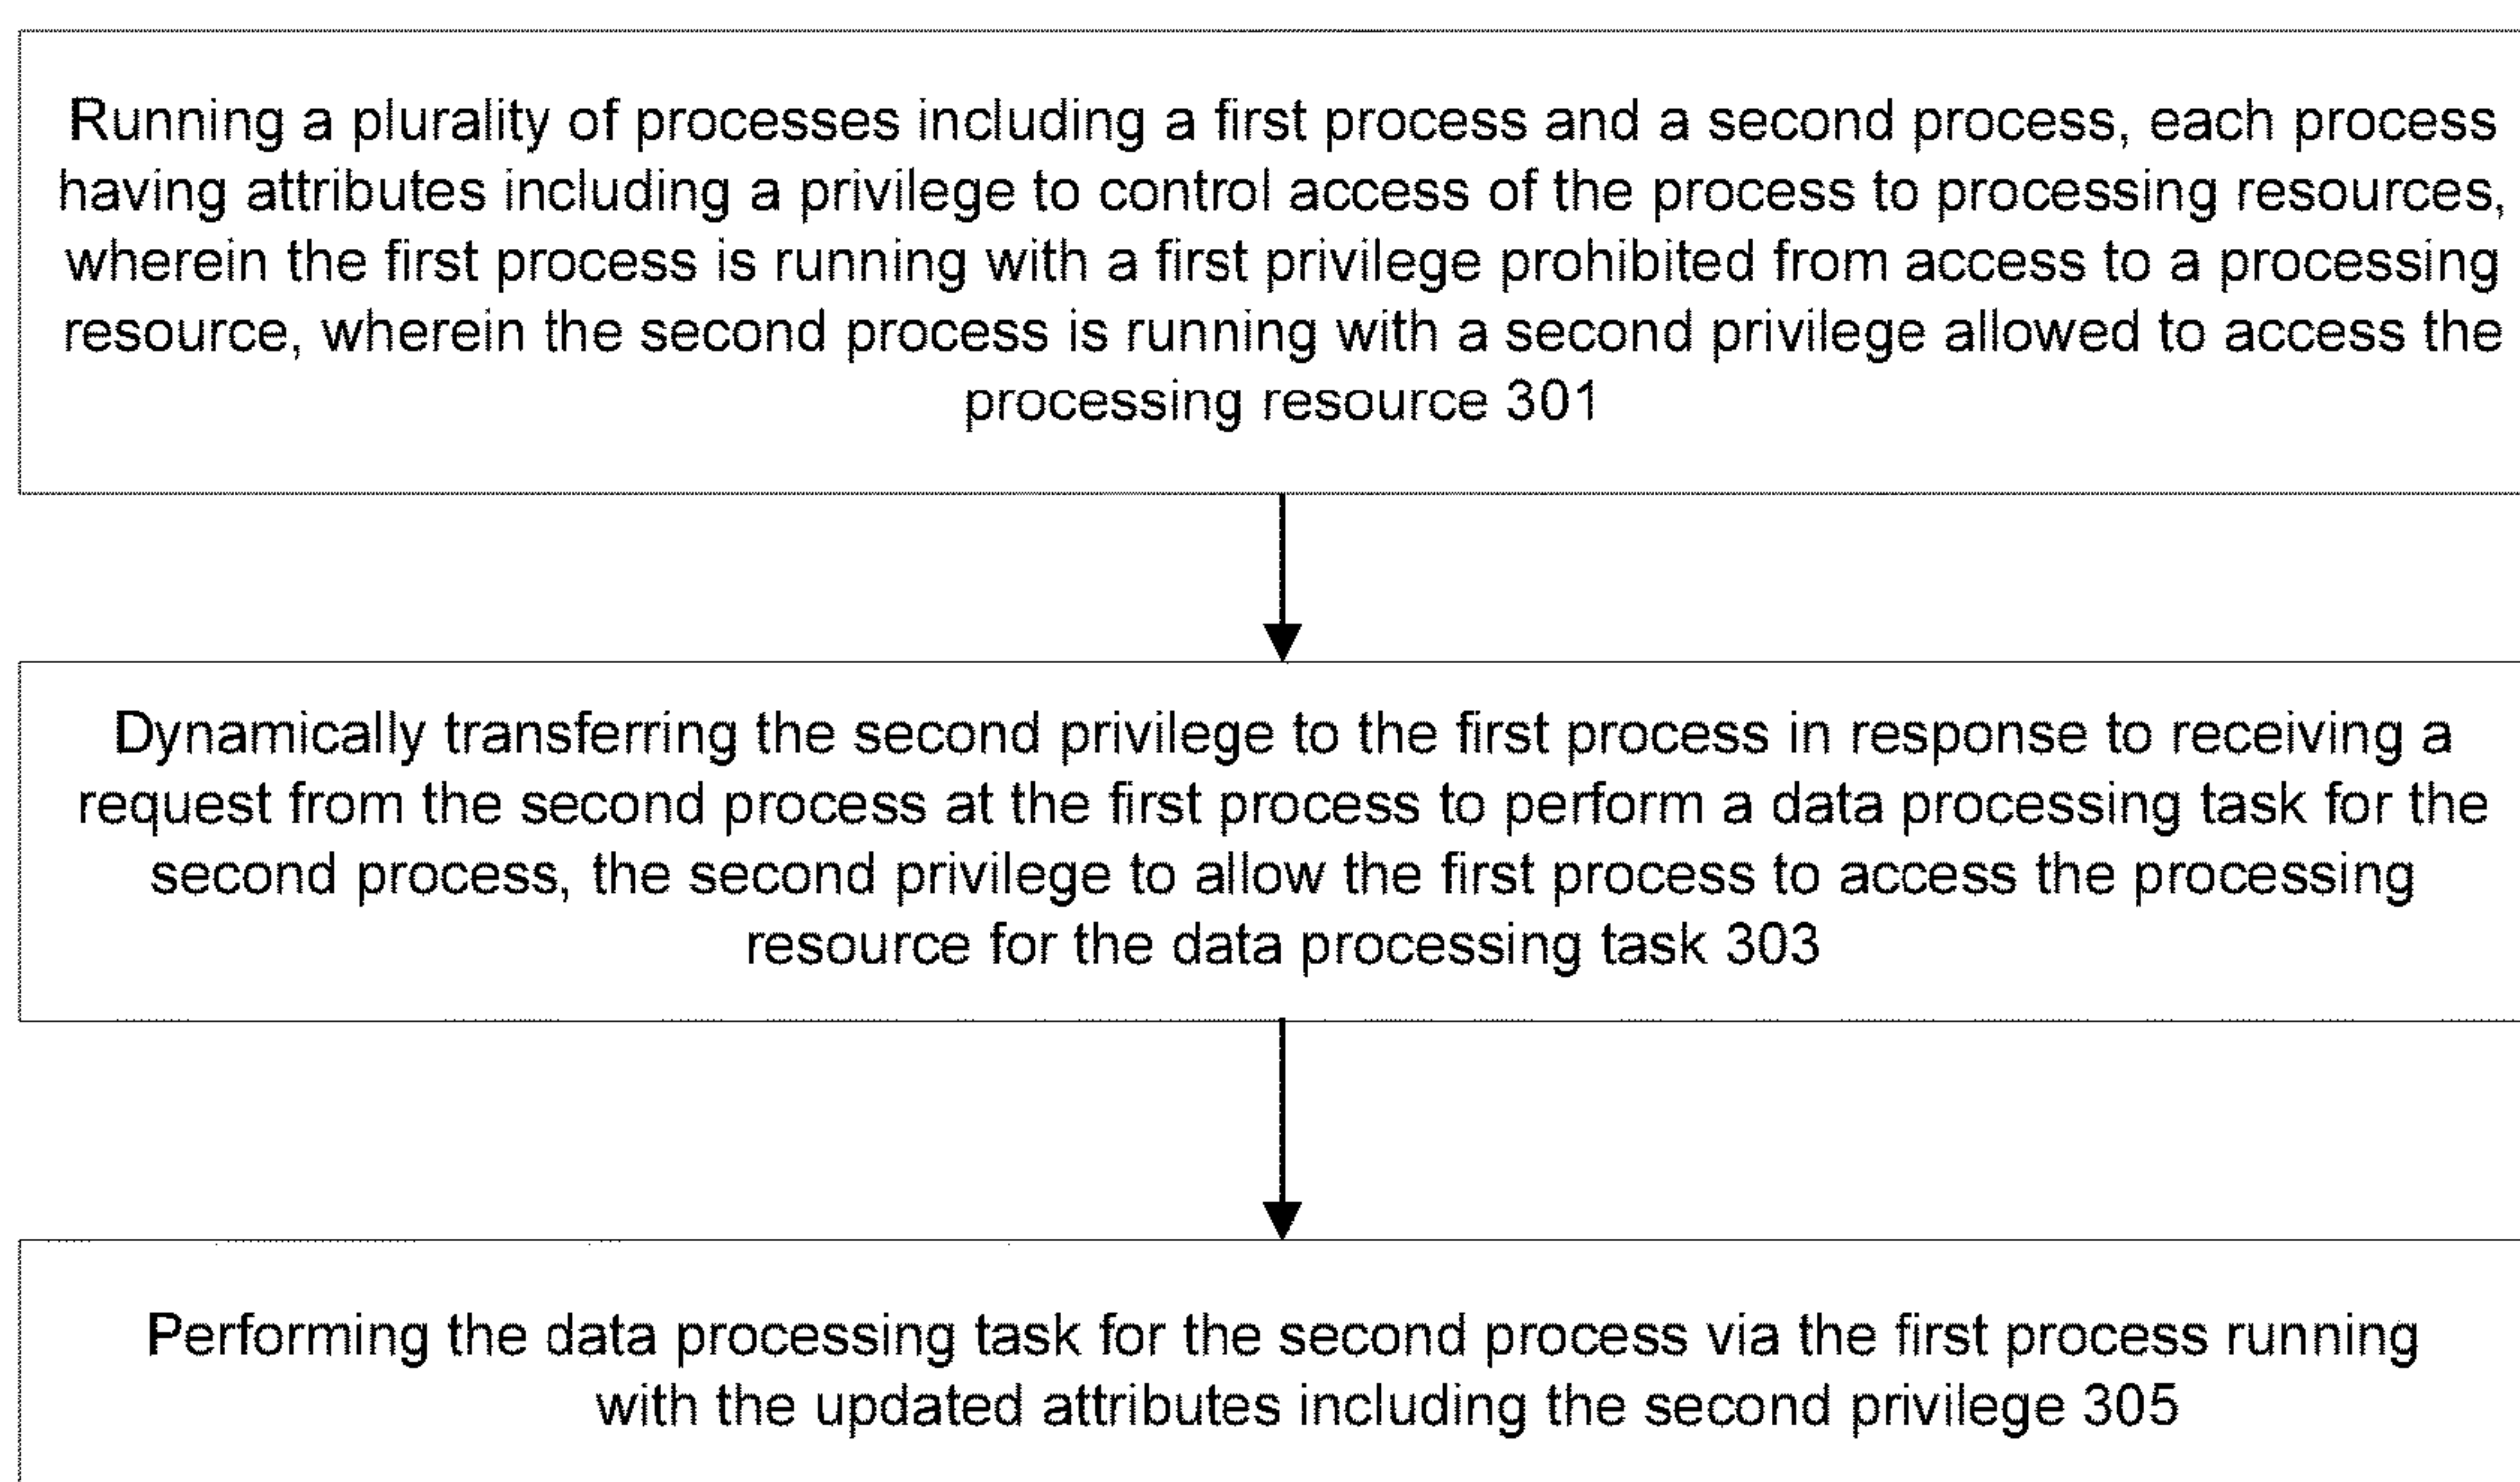 Running a plurality of processes including a first process and a second process, each process
having attributes including a privilege to control access of the process to processing resources,
wherein the first process is running with a first privilege prohibited from access to a processing
resource, wherein the second process is running with a second privilege allowed to access the
processing resource 301
Dynamically transferring the second privilege to the first process in response to receiving a
request from the second process at the first process to perform a data processing task for the
second process, the second privilege to allow the first process to access the processing
resource for the data processing task 303
Performing the data processing task for the second process via the first process running
with the updated attributes including the second privilege 305